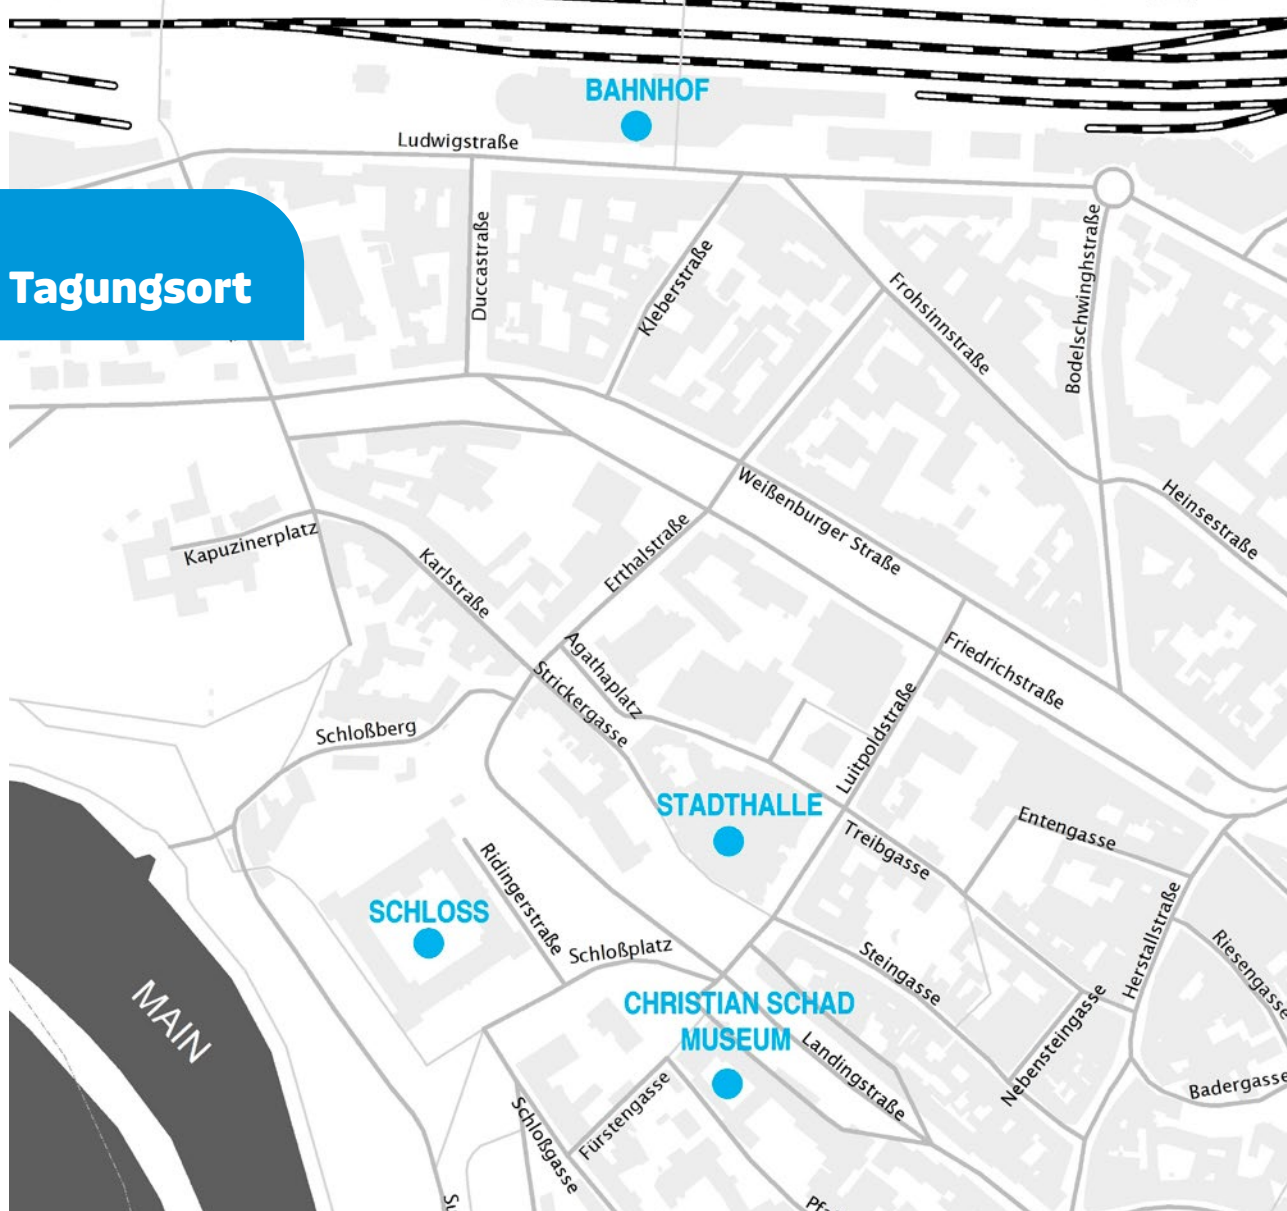 BAHNHOF
Ludwigstraße
Tagungsort
Duccastraße
Kleberstraße
Frohsinnstraße
Bodelschwinghstraße
Kapuzinerplatz
Karlstraße
Erthalstraße
Weißenburger Straße
Heinsestraße
Agathaplatz
Strickergasse
Friedrichstraße
Schloßberg
Luitpoldstraße
STADTHALLE
Treibgasse
Entengasse
Ridingerstraße
SCHLOSS
Schloßplatz
Steingasse
Herstallstraße
Riesengasse
MAIN
CHRISTIAN SCHAD
MUSEUM
Landingstraße
Nebensteingasse
Badergasse
Schloßgasse
Fürstengasse